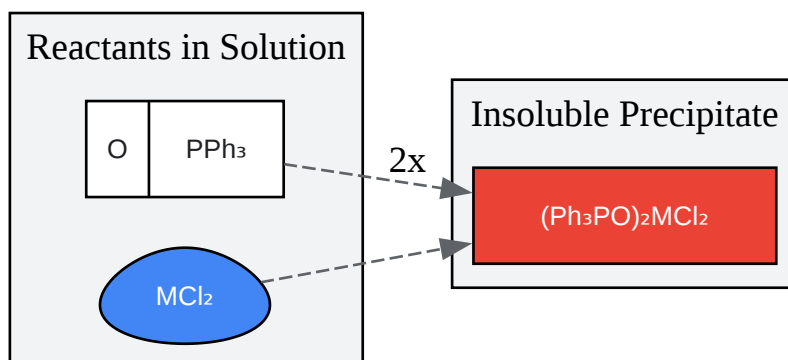 Reactants in Solution
O
PPh₃
MCl₂
2x
Insoluble Precipitate
(Ph₃PO)₂MCl₂